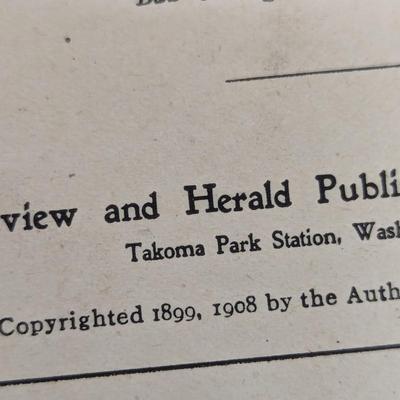 view and Herald Publi
Takoma Park Station, Wash
Copyrighted 1899, 1908 by the Auth